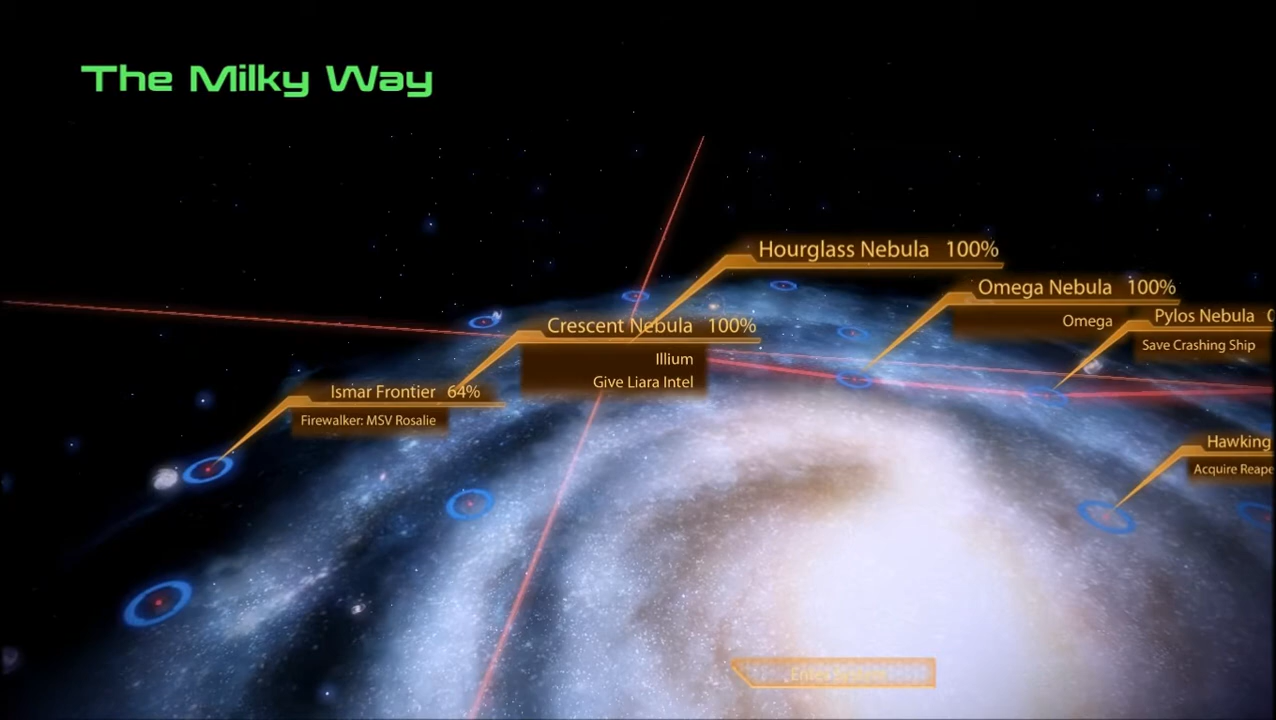 The Milky Way
Hourglass Nebula 100%
Omega Nebula 100%
Omega
Pylos Nebula
Save Crashing Ship
Crescent Nebula 100%
Illium
Give Liara Intel
Ismar Frontier 64%
Firewalker: MSV Rosalie
Hawking
Acquire